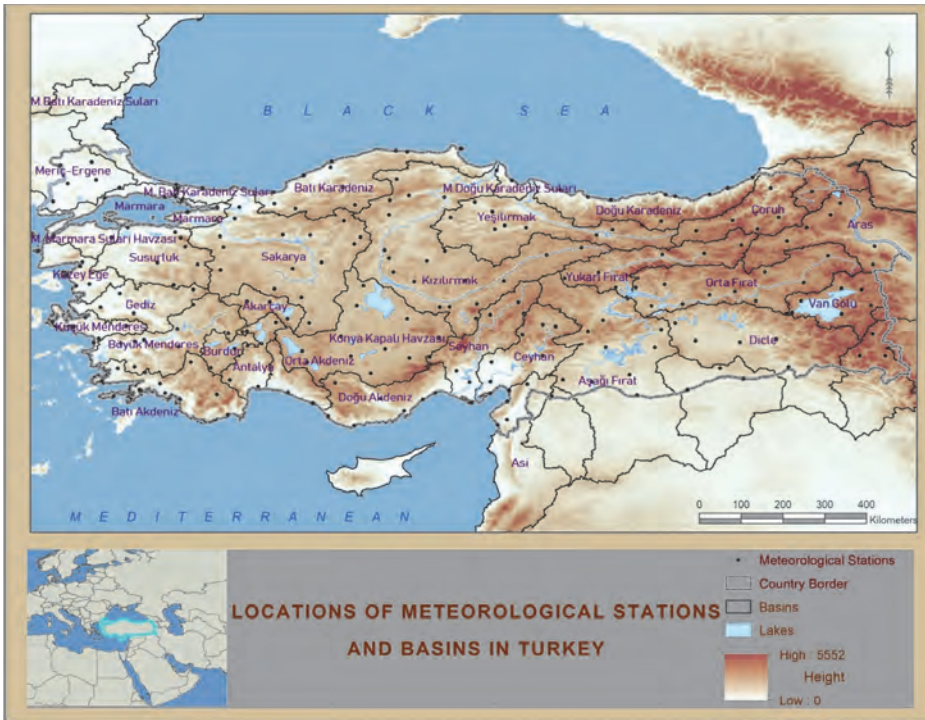 B L A C K S E A
M.Batı Karadeniz Suları
Meriç-Ergene
M. Batı Karadeniz Suları
Batı Karadeniz
M.Doğu Karadeniz Suları
Marmara
Marmara
Yeşilırmak
Doğu Karadeniz
Çoruh
Aras
M.Marmara Suları Havzası
Susurluk
Sakarya
Kuzey Ege
Kızılırmak
Yukarı Fırat
Orta Fırat
Gediz
Akarçay
Van Gölü
Küçük Menderes
Büyük Menderes
Burdur
Konya Kapalı Havzası
Seyhan
Ceyhan
Dicle
Antalya
Orta Akdeniz
Aşağı Fırat
Batı Akdeniz
Doğu Akdeniz
Asi
M E D I T E R R A N E A N
0 100 200 300 400
Kilometers
LOCATIONS OF METEOROLOGICAL STATIONS
AND BASINS IN TURKEY
Meteorological Stations
Country Border
Basins
Lakes
High : 5552
Height
Low : 0